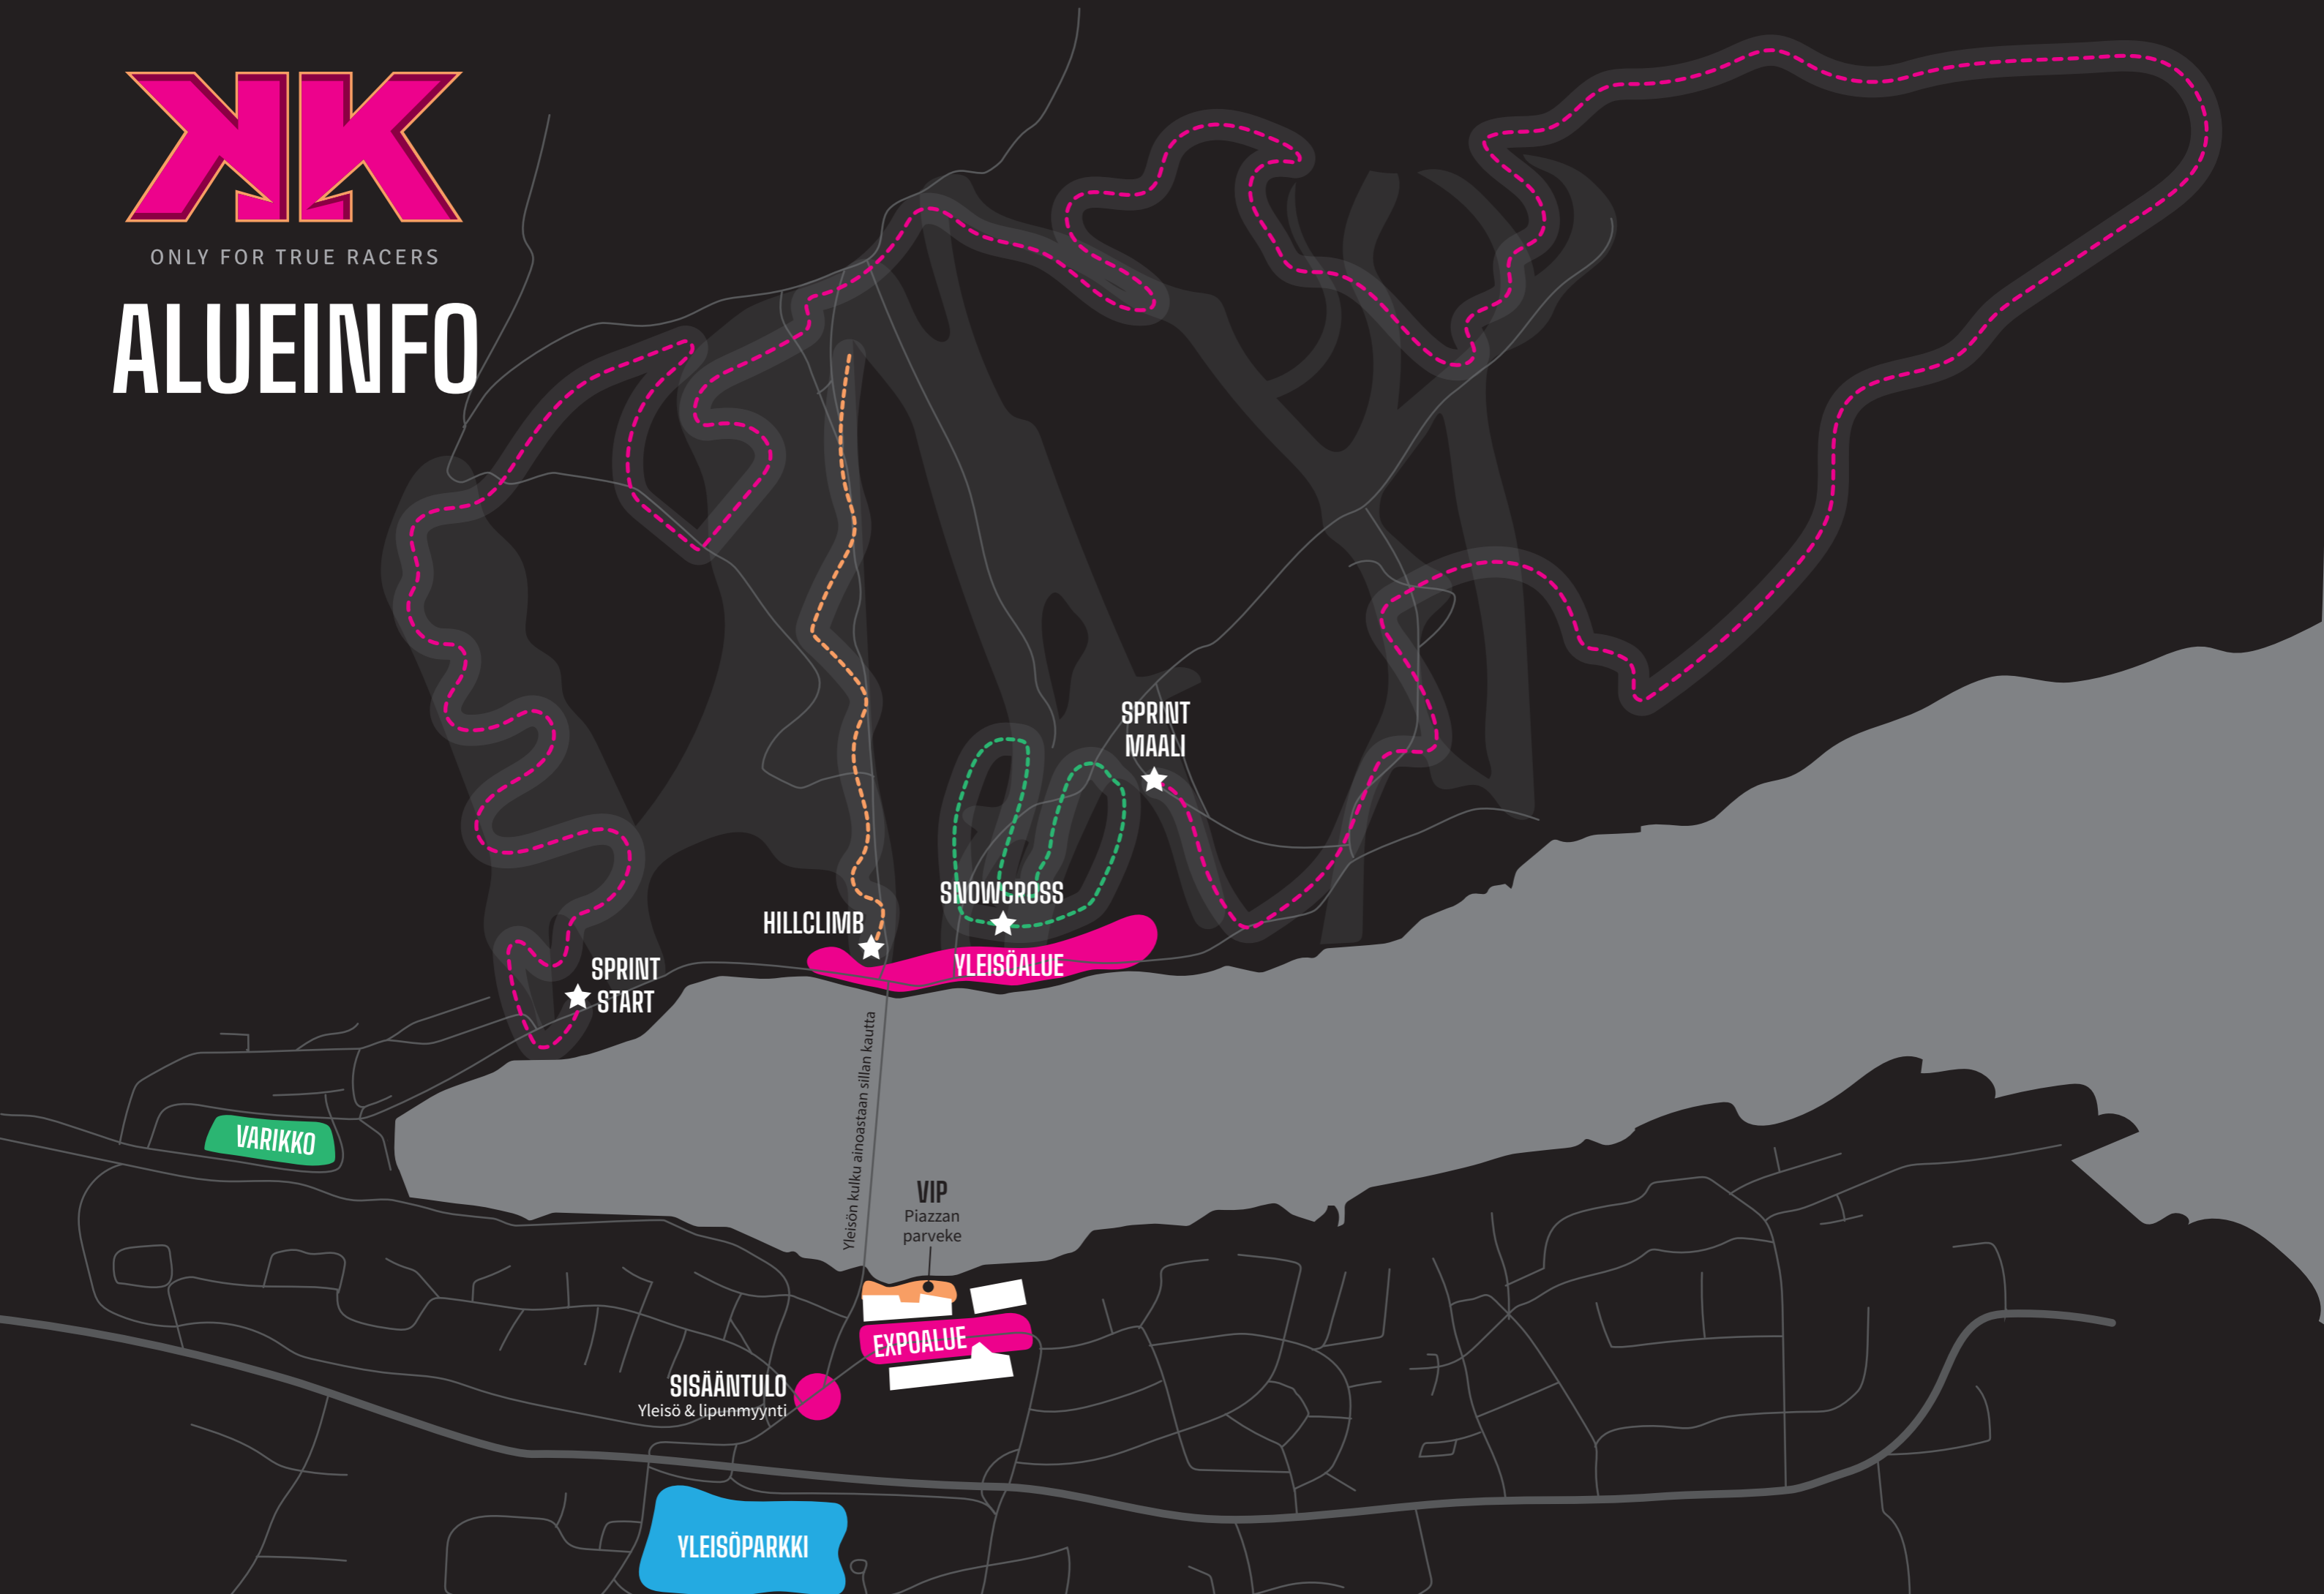 KK
ONLY FOR TRUE RACERS
ALUEINFO
SPRINT
MAALI
SNOWCROSS
HILLCLIMB
YLEISÖALUE
SPRINT
START
Yleisön kulku ainoastaan sillan kautta
VARIKKO
VIP
Piazzan
parveke
EXPOALUE
SISÄÄNTULO
Yleisö & lipunmyynti
YLEISÖPARKKI